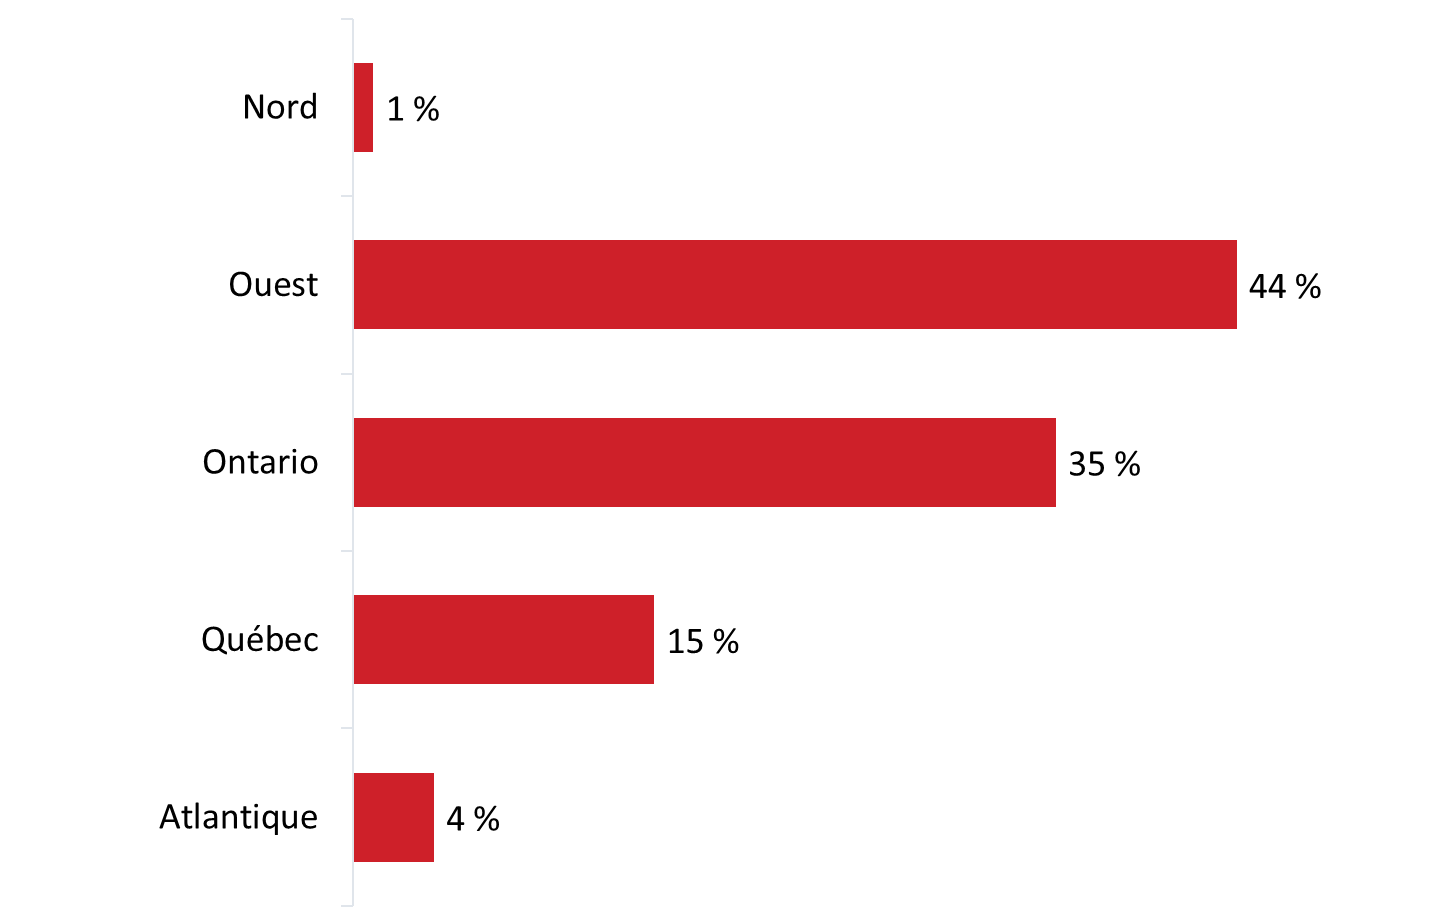 Nord 1 %
Ouest 44 %
Ontario 35 %
Québec 15 %
Atlantique 4 %